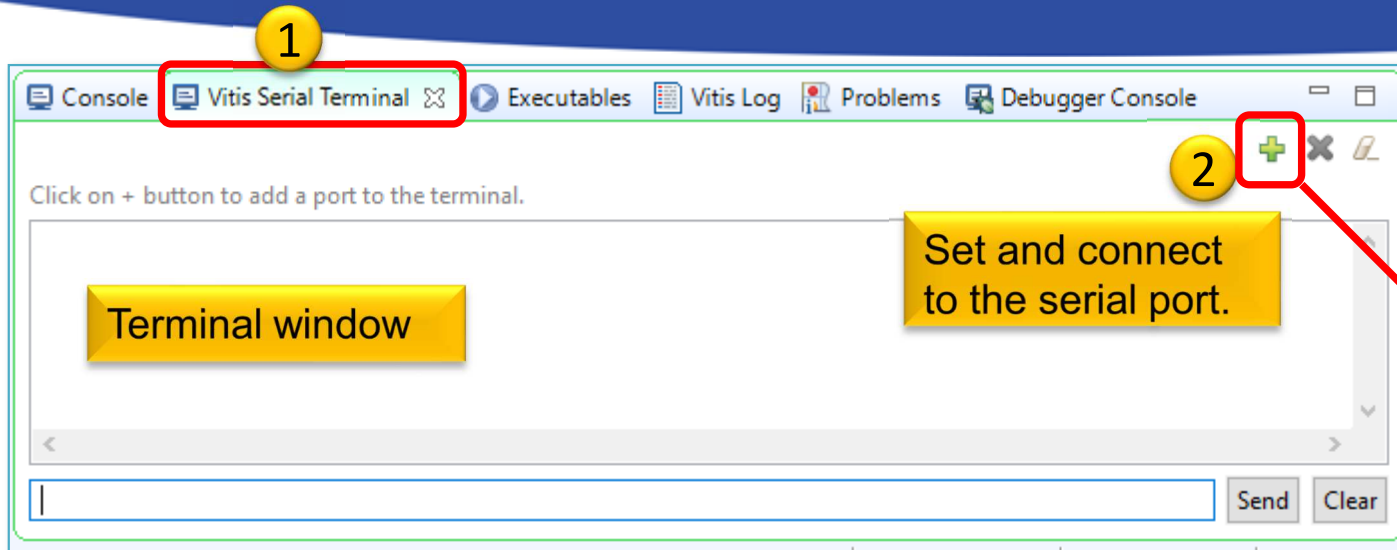 1
Console Vitis Serial Terminal Executables Vitis Log Problems Debugger Console
2
Click on + button to add a port to the terminal.
Set and connect
to the serial port.
Terminal window
Send Clear